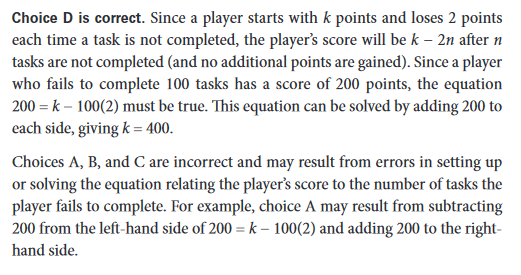 Choice D is correct. Since a player starts with k points and loses 2 points
each time a task is not completed, the player's score will be k – 2n after n
tasks are not completed (and no additional points are gained). Since a player
who fails to complete 100 tasks has a score of 200 points, the equation
200 = k – 100(2) must be true. This equation can be solved by adding 200 to
each side, giving k = 400.
Choices A, B, and C are incorrect and may result from errors in setting up
or solving the equation relating the player's score to the number of tasks the
player fails to complete. For example, choice A may result from subtracting
200 from the left-hand side of 200 = k – 100(2) and adding 200 to the right-
hand side.